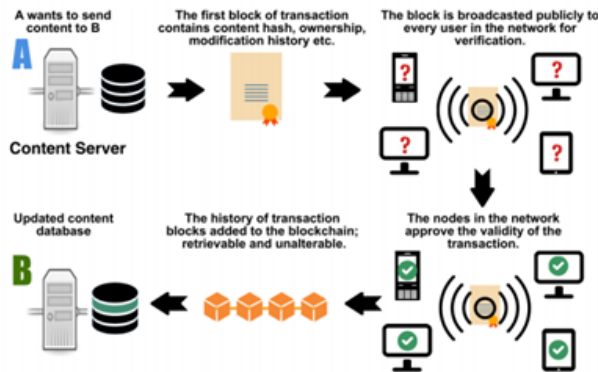 A wants to send
content to B
A
Content Server
The first block of transaction
contains content hash, ownership,
modification history etc.
The block is broadcasted publicly to
every user in the network for
verification.
?
?
?
?
The nodes in the network
approve the validity of the
transaction.
The history of transaction
blocks added to the blockchain;
retrievable and unalterable.
Updated content
database
B